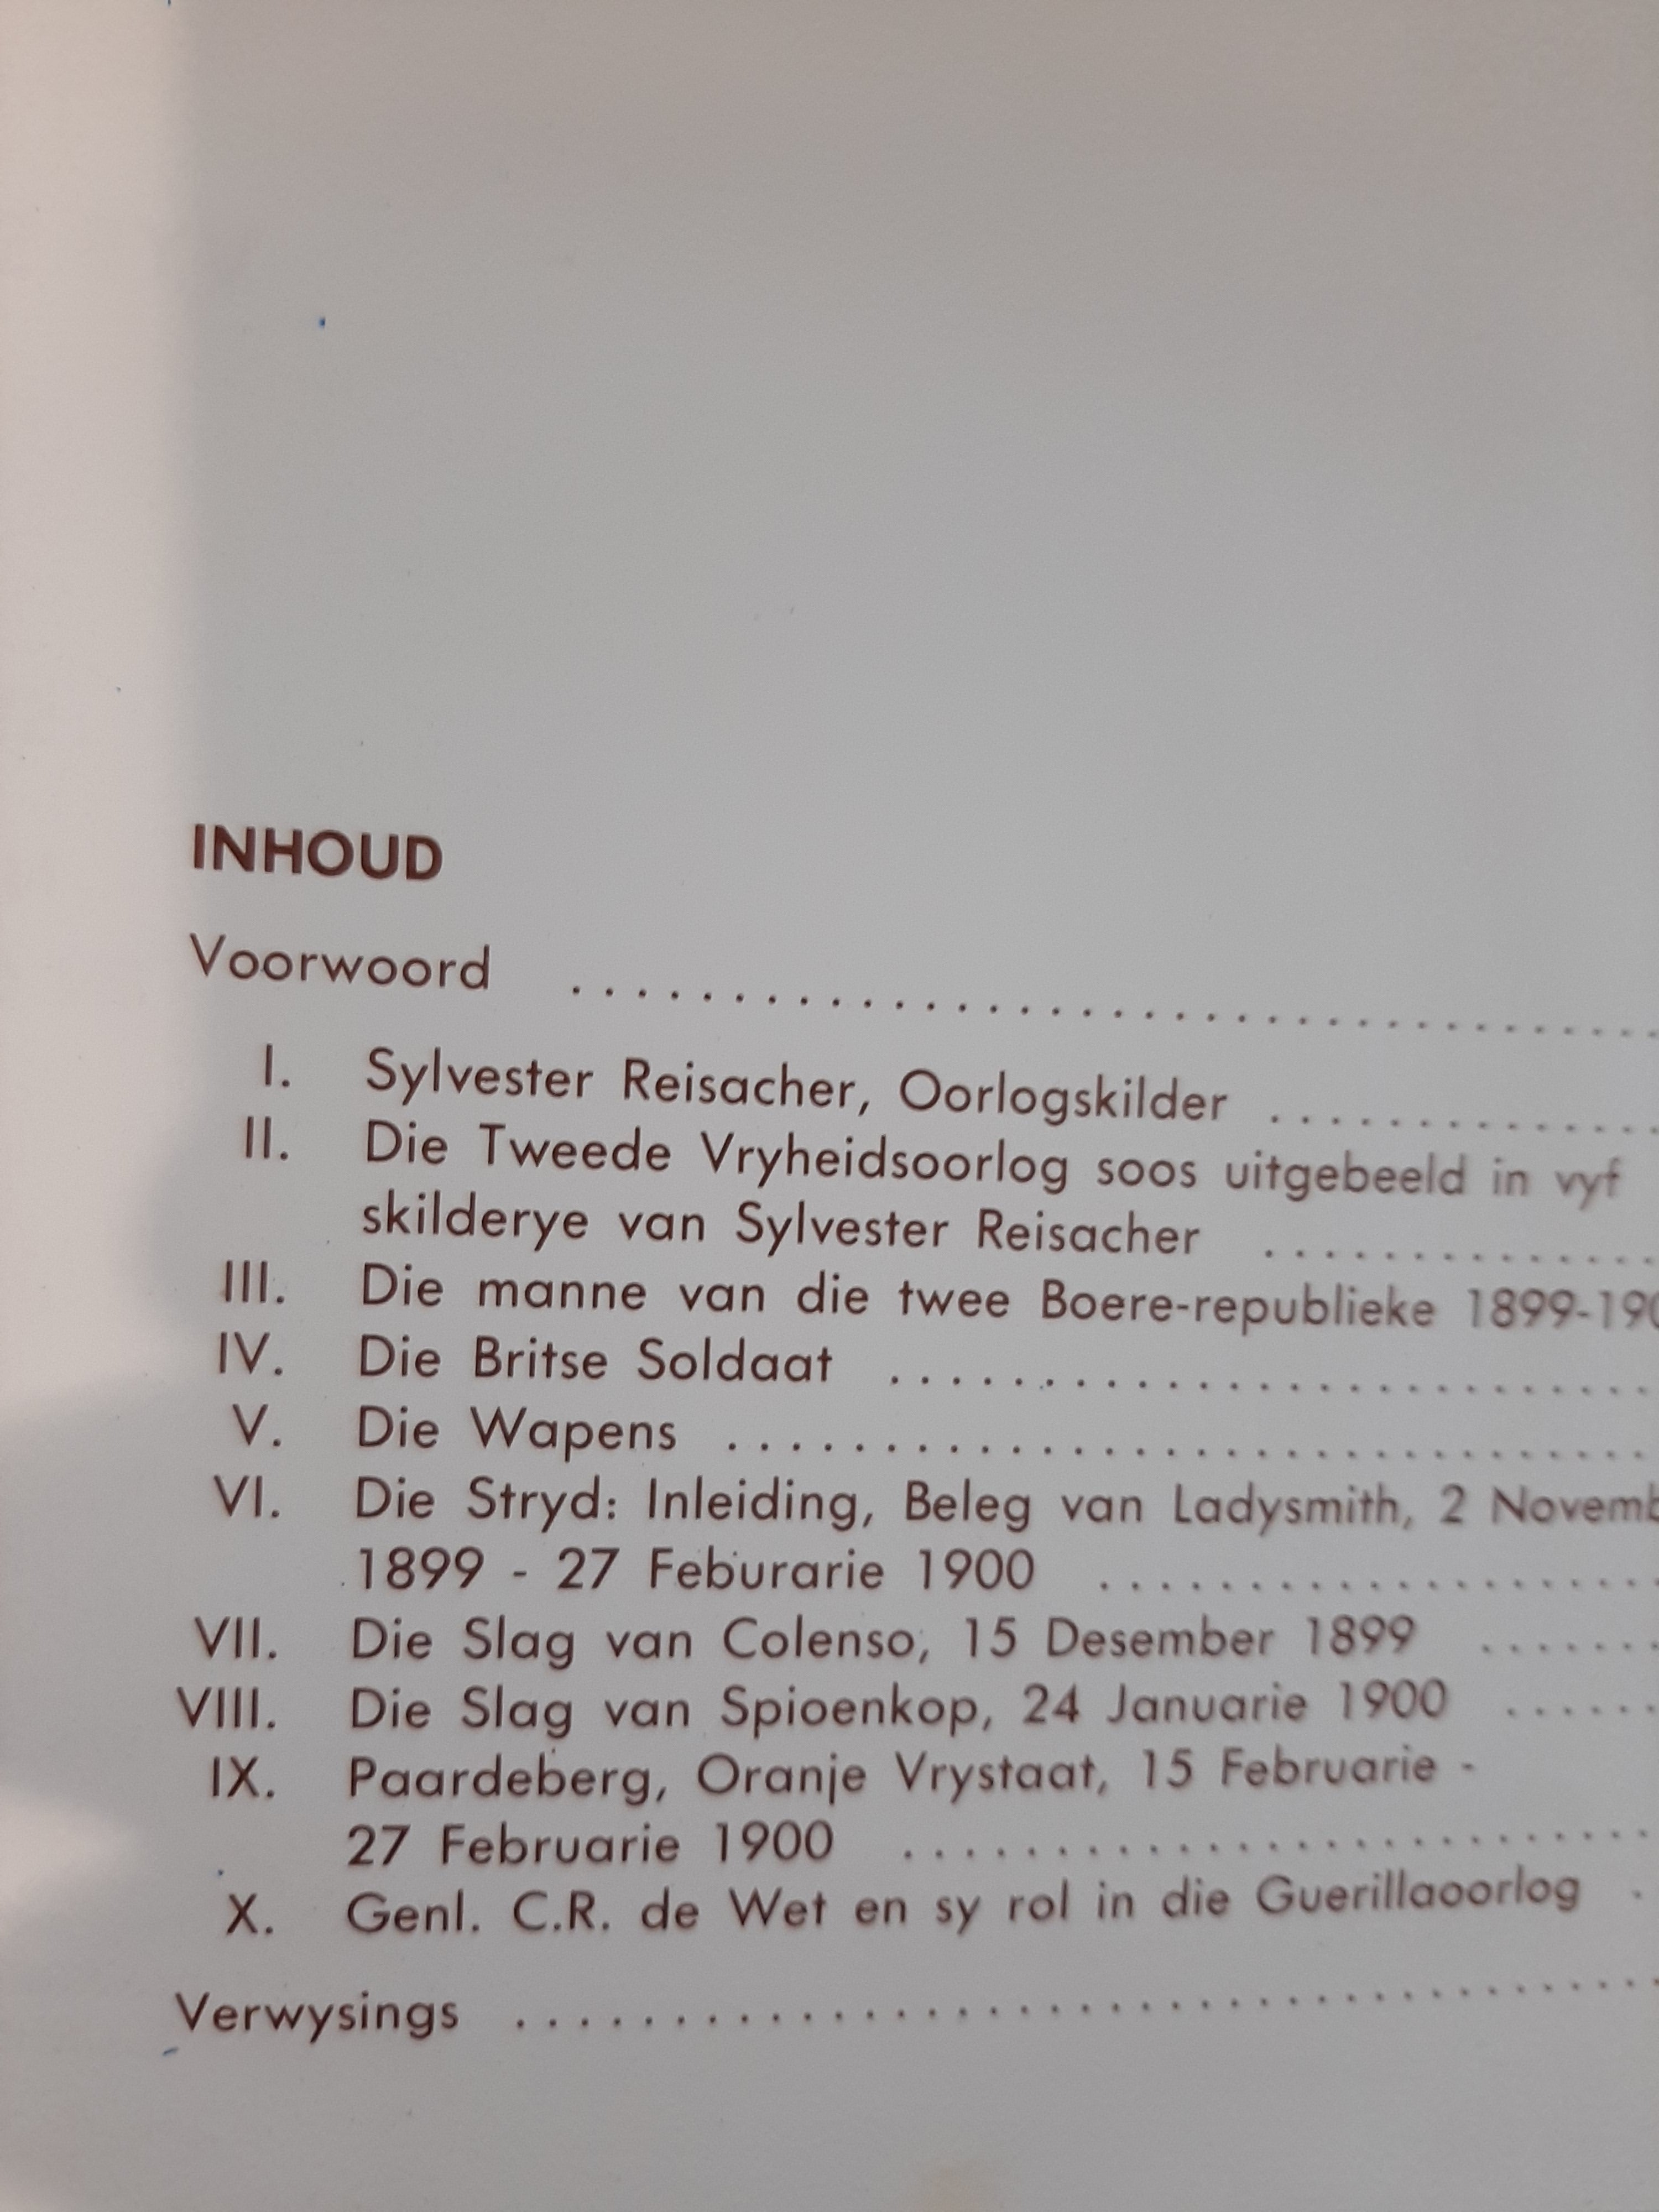 INHOUD
Voorwoord ........................................
I. Sylvester Reisacher, Oorlogskilder .............
II. Die Tweede Vryheidsoorlog soos uitgebeeld in vyf
skilderye van Sylvester Reisacher .............
III. Die manne van die twee Boere-republieke 1899-
IV. Die Britse Soldaat .........................
V. Die Wapens ..............................
VI. Die Stryd: Inleiding, Beleg van Ladysmith, 2
1899 - 27 Feburarie 1900 ...................
VII. Die Slag van Colenso, 15 Desember 1899 ......
VIII. Die Slag van Spioenkop, 24 Januarie 1900 .....
IX. Paardeberg, Oranje Vrystaat, 15 Februarie -
27 Februarie 1900 .........................
X. Genl. C.R. de Wet en sy rol in die Guerillaoorlog .
Verwysings ....................................